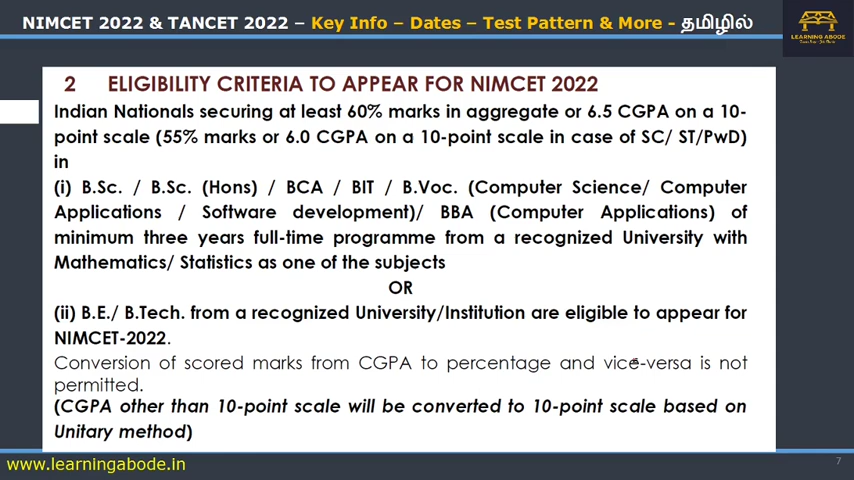 NIMCET 2022 & TANCET 2022 – Key Info – Dates – Test Pattern & More - தமிழில்
LEARNING ABODE
2 ELIGIBILITY CRITERIA TO APPEAR FOR NIMCET 2022
Indian Nationals securing at least 60% marks in aggregate or 6.5 CGPA on a 10-
point scale (55% marks or 6.0 CGPA on a 10-point scale in case of SC/ ST/PwD)
in
(i) B.Sc. / B.Sc. (Hons) / BCA / BIT / B.Voc. (Computer Science/ Computer
Applications / Software development)/ BBA (Computer Applications) of
minimum three years full-time programme from a recognized University with
Mathematics/ Statistics as one of the subjects
OR
(ii) B.E./ B.Tech. from a recognized University/Institution are eligible to appear for
NIMCET-2022.
Conversion of scored marks from CGPA to percentage and vice-versa is not
permitted.
(CGPA other than 10-point scale will be converted to 10-point scale based on
Unitary method)
www.learningabode.in
7